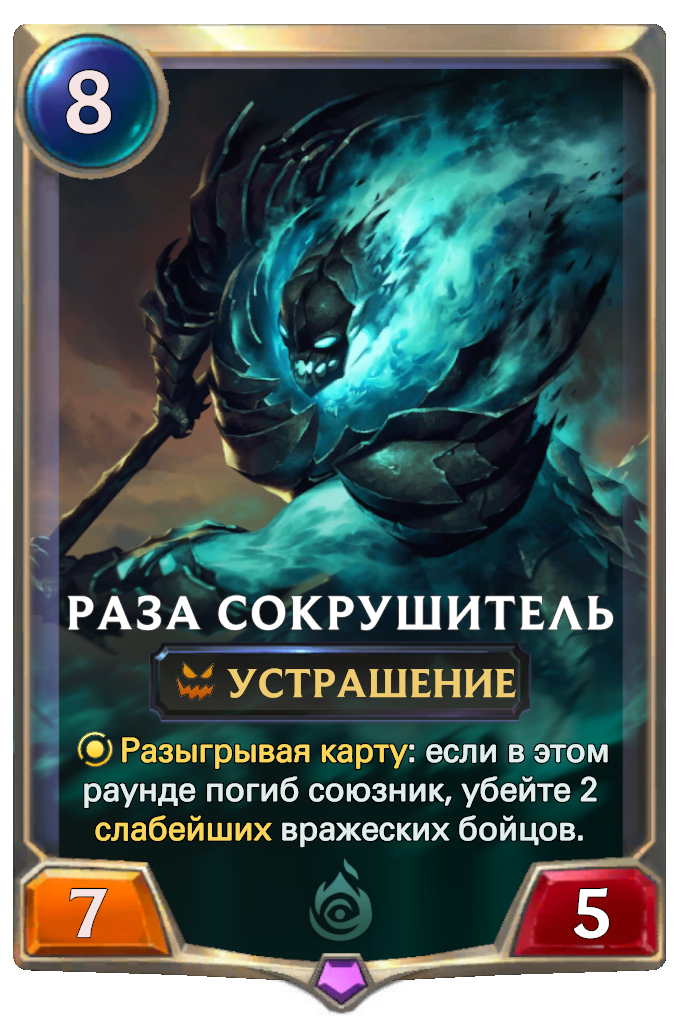 8
РАЗА СОКРУШИТЕЛЬ
УСТРАШЕНИЕ
Разыгрывая карту: если в этом
раунде погиб союзник, убейте 2
слабейших вражеских бойцов.
7
5